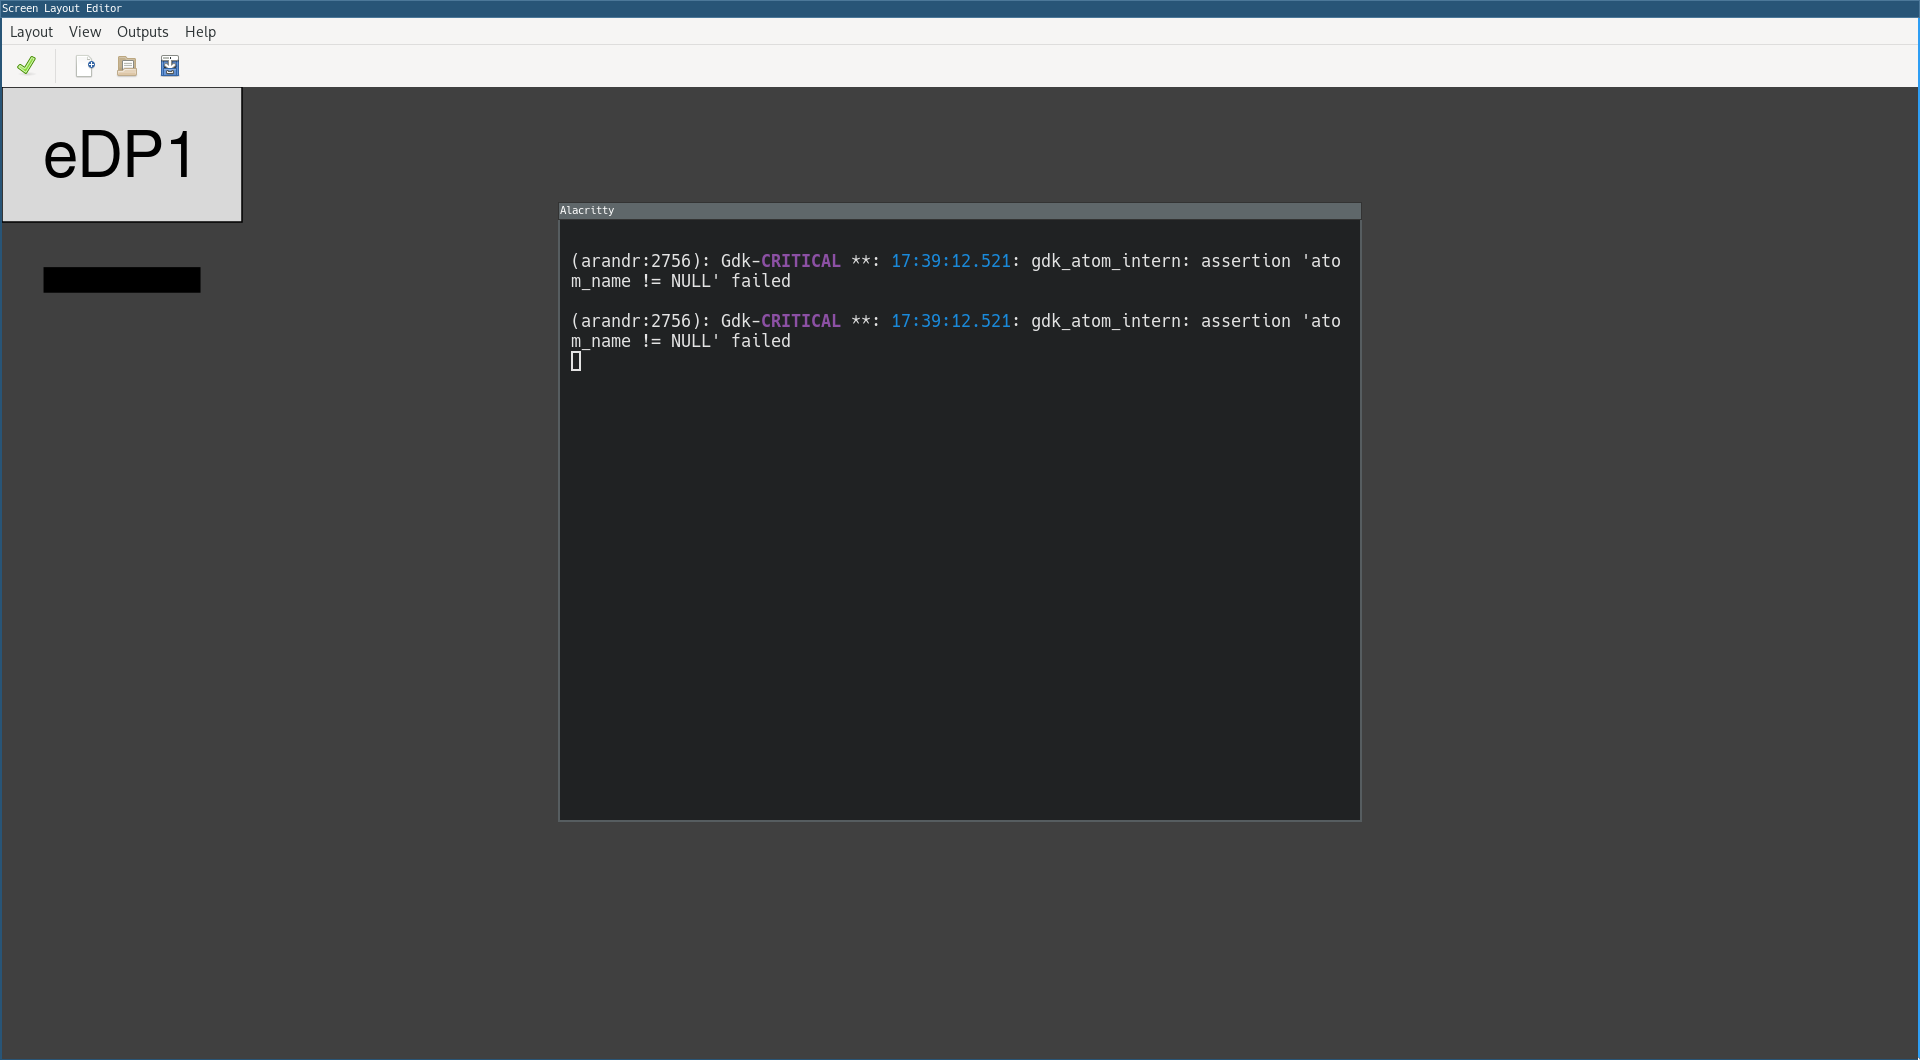 Screen Layout Editor
Layout View Outputs Help
eDP1
Alacritty
(arandr:2756): Gdk-CRITICAL **: 17:39:12.521: gdk_atom_intern: assertion 'ato
m_name != NULL' failed
(arandr:2756): Gdk-CRITICAL **: 17:39:12.521: gdk_atom_intern: assertion 'ato
m_name != NULL' failed